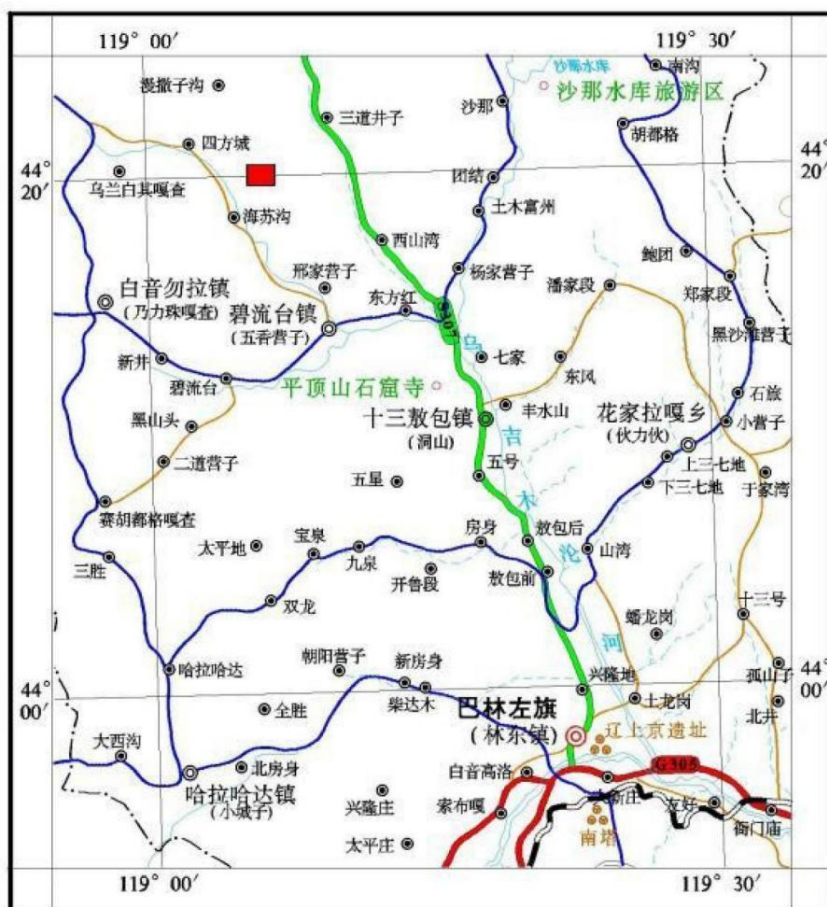 119° 00′
119° 30′
漫撒子沟
沙那水库
南沟
沙那水库旅游区
沙那
三道井子
胡都格
四方城
44°
20′
44°
20′
乌兰白其嘎查
团结
海苏沟
土木富州
西山湾
鲍团
邢家营子
杨家营子
潘家段
郑家段
白音勿拉镇
(乃力珠嘎查)
碧流台镇
(五香营子)
东方红
黑沙滩营子
乌
新井
七家
东风
碧流台
平顶山石窟寺
石旅
丰水山
花家拉嘎乡
(伙力伙)
小营子
黑山头
十三敖包镇
(洞山)
吉
上三七地
二道营子
五星
五号
下三七地
于家湾
赛胡都格嘎查
木
太平地
宝泉
九泉
房身
敖包后
沦
山湾
三胜
开鲁段
敖包前
双龙
十三号
蟠龙岗
河
朝阳营子
新房身
哈拉哈达
兴隆地
孤山子
44°
00′
44°
00′
柴达木
全胜
土龙岗
北井
巴林左旗
(林东镇)
辽上京遗址
大西沟
北房身
白音高洛
G305
哈拉哈达镇
(小城子)
兴隆庄
索布嘎
友好
衙门庙
南塔
太平庄
119° 00′
119° 30′